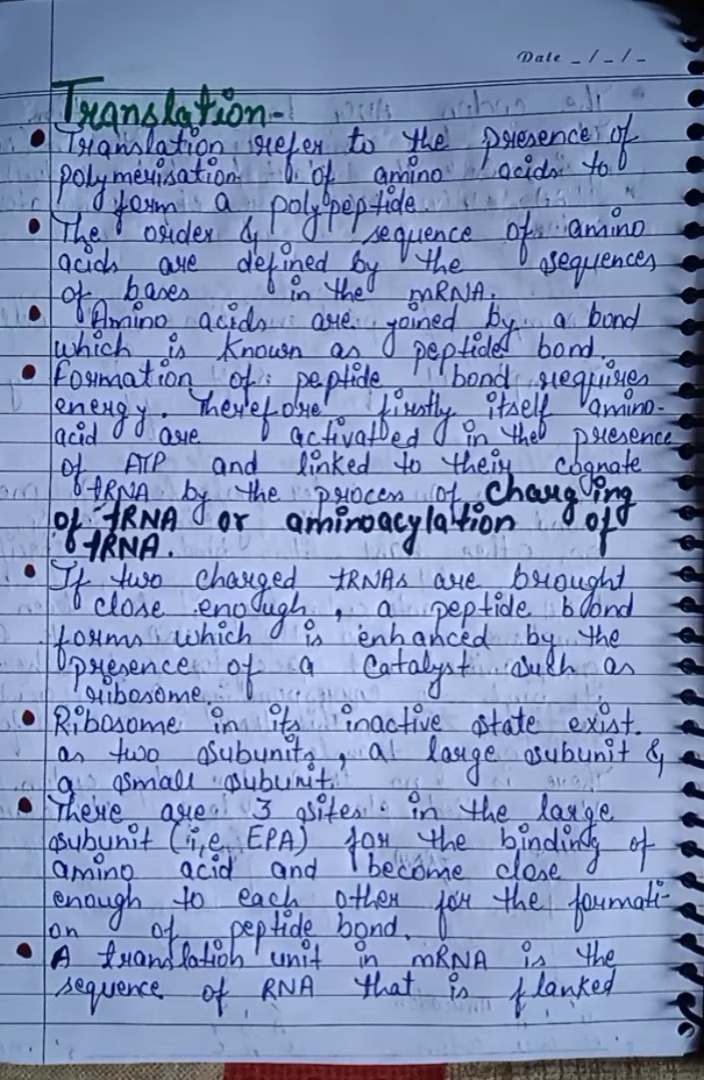 Date _/_/_
Translation-
Translation refer to the presence of
polymerisation of amino acids to
form a polypeptide.
The order & sequence of amino
acids are defined by the sequences
of bases in the mRNA.
Amino acids are joined by a bond
which is known as peptide bond.
Formation of peptide bond requires
energy. Therefore firstly itself amino-
acid are activated in the presence
of ATP and linked to their cognate
tRNA by the process of charging
of tRNA or aminoacylation of
tRNA.
If two charged tRNAs are brought
close enough, a peptide bond
forms which is enhanced by the
presence of a catalyst such as
ribosome.
Ribosome in its inactive state exist.
as two subunits, a large subunit &
a small subunit.
There are 3 sites in the large
subunit (i,e EPA) for the binding of
amino acid and become close
enough to each other for the formati-
on of peptide bond.
A translation unit in mRNA is the
sequence of RNA that is flanked